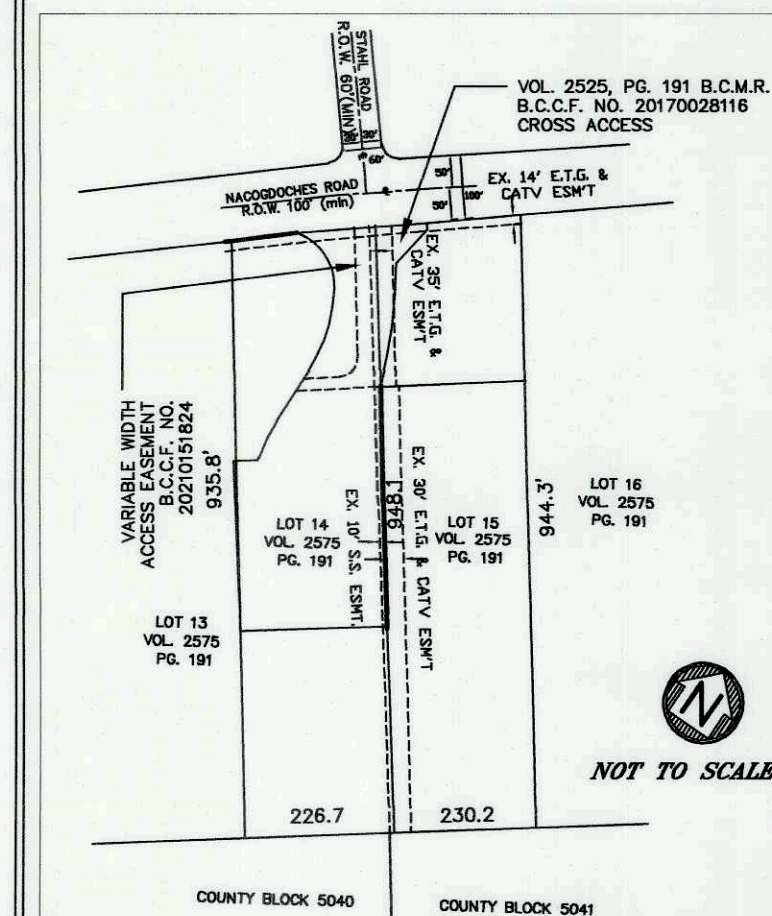 STAHL ROAD
R.O.W. 60'(MIN)
30' 30'
60'
VOL. 2525, PG. 191 B.C.M.R.
B.C.C.F. NO. 20170028116
CROSS ACCESS
NACOGDOCHES ROAD
R.O.W. 100' (min)
50'
50'
100'
EX. 14' E.T.G. &
CATV ESM'T
EX. 35' E.T.G. &
CATV ESM'T
VARIABLE WIDTH
ACCESS EASEMENT
B.C.C.F. NO.
20210151824
935.8'
LOT 14
VOL. 2575
PG. 191
EX. 10' S.S. ESMT.
948.1
EX. 30' E.T.G. & CATV ESM'T
LOT 15
VOL. 2575
PG. 191
944.3'
LOT 16
VOL. 2575
PG. 191
LOT 13
VOL. 2575
PG. 191
N
NOT TO SCALE
226.7
230.2
COUNTY BLOCK 5040
COUNTY BLOCK 5041